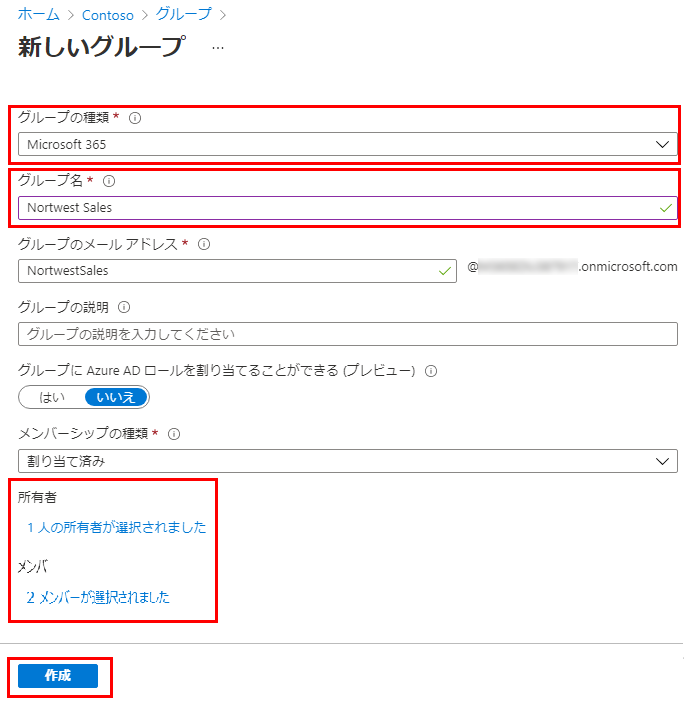 ホーム > Contoso > グループ >
新しいグループ ...
グループの種類 *
Microsoft 365
グループ名 *
Nortwest Sales
グループのメール アドレス *
NortwestSales @ .onmicrosoft.com
グループの説明
グループの説明を入力してください
グループに Azure AD ロールを割り当てることができる (プレビュー)
はい いいえ
メンバーシップの種類 *
割り当て済み
所有者
1 人の所有者が選択されました
メンバ
2 メンバーが選択されました
作成